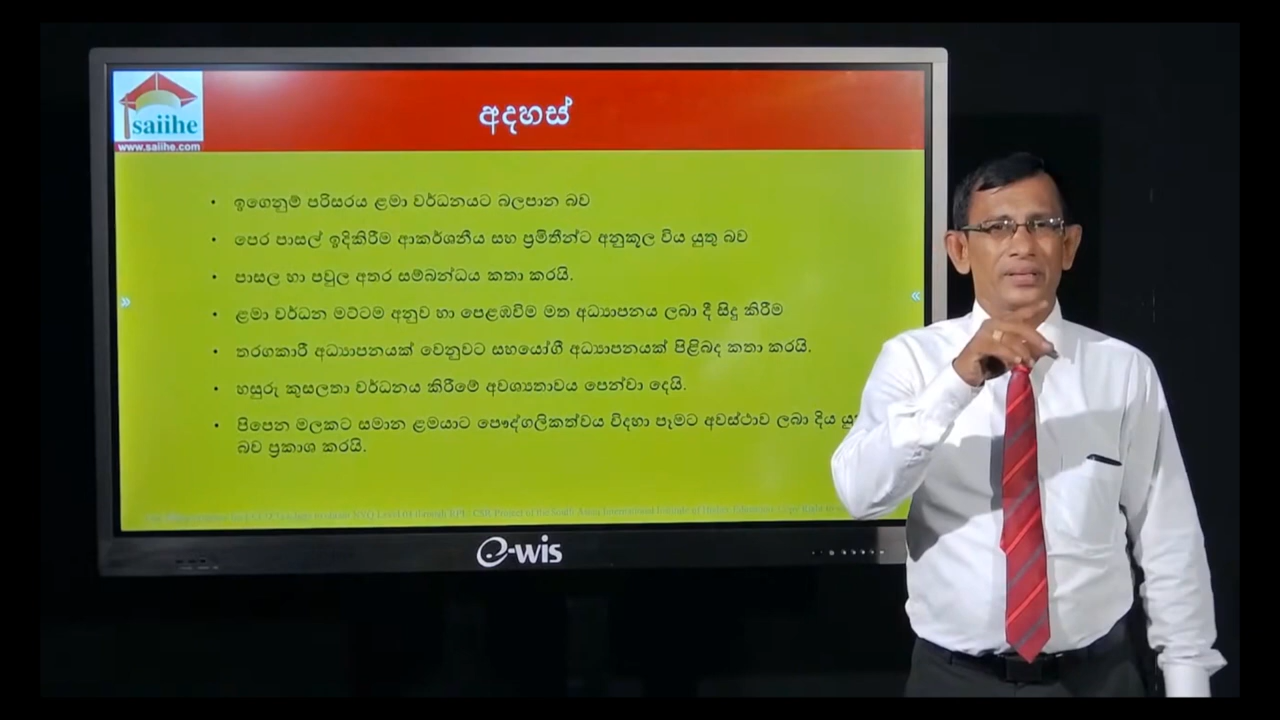 saiihe
www.saiihe.com
අදහස්
• ඉගෙනුම් පරිසරය ළමා වර්ධනයට බලපාන බව
• පෙර පාසල් ඉදිකිරීම ආකර්ශනීය සහ ප්‍රමිතීන්ට අනුකූල විය යුතු බව
• පාසල හා පවුල අතර සම්බන්ධය කතා කරයි.
• ළමා වර්ධන මට්ටම අනුව හා පෙළඹවීම මත අධ්‍යාපනය ලබා දී සිදු කිරීම
• තරගකාරී අධ්‍යාපනයක් වෙනුවට සහයෝගී අධ්‍යාපනයක් පිළිබද කතා කරයි.
• හසුරු කුසලතා වර්ධනය කිරීමේ අවශ්‍යතාවය පෙන්වා දෙයි.
• පිපෙන මලකට සමාන ළමයාට පෞද්ගලිකත්වය විදහා පෑමට අවස්ථාව ලබා දිය
බව ප්‍රකාශ කරයි.
e-wis